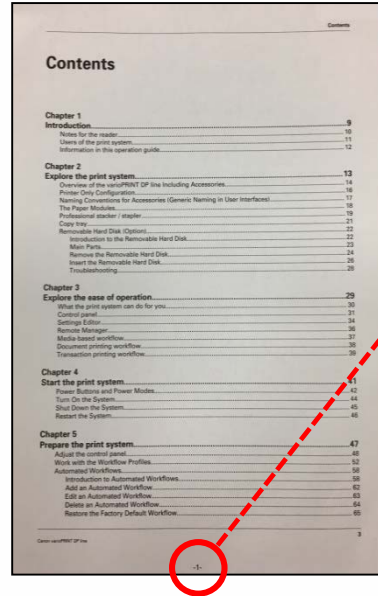 Contents
Contents
Chapter 1
Introduction 9
Notes for the reader 10
Users of the print system 11
Information in this operation guide 12
Chapter 2
Explore the print system 13
Overview of the varioPRINT DP line Including Accessories 14
Printer Only Configuration 16
Naming Conventions for Accessories (Generic Naming in User Interfaces) 17
The Paper Modules 18
Professional stacker / stapler 19
Copy tray 21
Removable Hard Disk (Option) 22
Introduction to the Removable Hard Disk 22
Main Parts 23
Remove the Removable Hard Disk 24
Insert the Removable Hard Disk 26
Troubleshooting 28
Chapter 3
Explore the ease of operation 29
What the print system can do for you 30
Control panel 31
Settings Editor 34
Remote Manager 36
Media-based workflow 37
Document printing workflow 38
Transaction printing workflow 39
Chapter 4
Start the print system 41
Power Buttons and Power Modes 42
Turn On the System 44
Shut Down the System 45
Restart the System 46
Chapter 5
Prepare the print system 47
Adjust the control panel 48
Work with the Workflow Profiles 52
Automated Workflows 58
Introduction to Automated Workflows 58
Add an Automated Workflow 62
Edit an Automated Workflow 63
Delete an Automated Workflow 64
Restore the Factory Default Workflow 65
3
Canon varioPRINT DP line
-1-